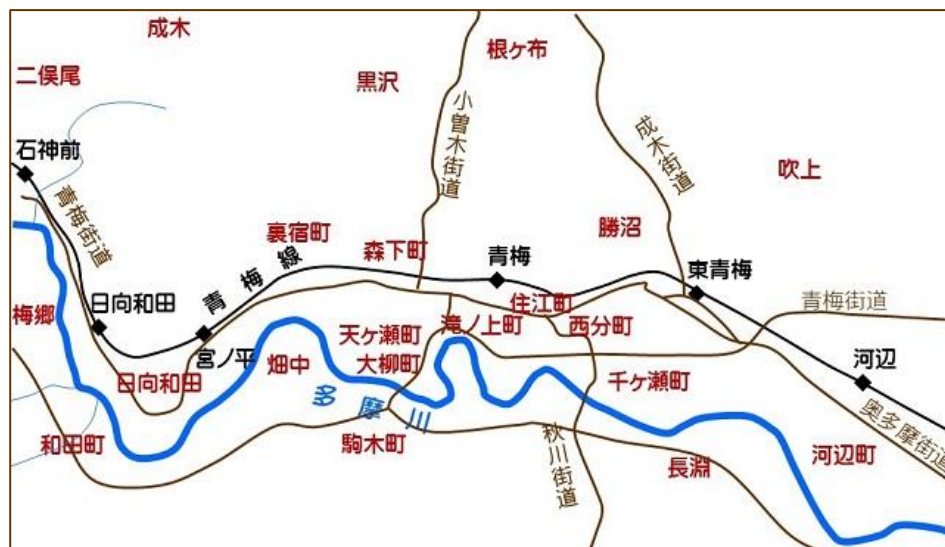 成木
根ヶ布
二俣尾
黒沢
小曽木街道
成木街道
石神前
吹上
青梅街道
裏宿町
森下町
勝沼
青梅
東青梅
青梅線
日向和田
住江町
青梅街道
梅郷
天ヶ瀬町
滝ノ上町
西分町
宮ノ平
畑中
大柳町
河辺
日向和田
千ヶ瀬町
多摩川
奥多摩街道
和田町
駒木町
秋川街道
長淵
河辺町